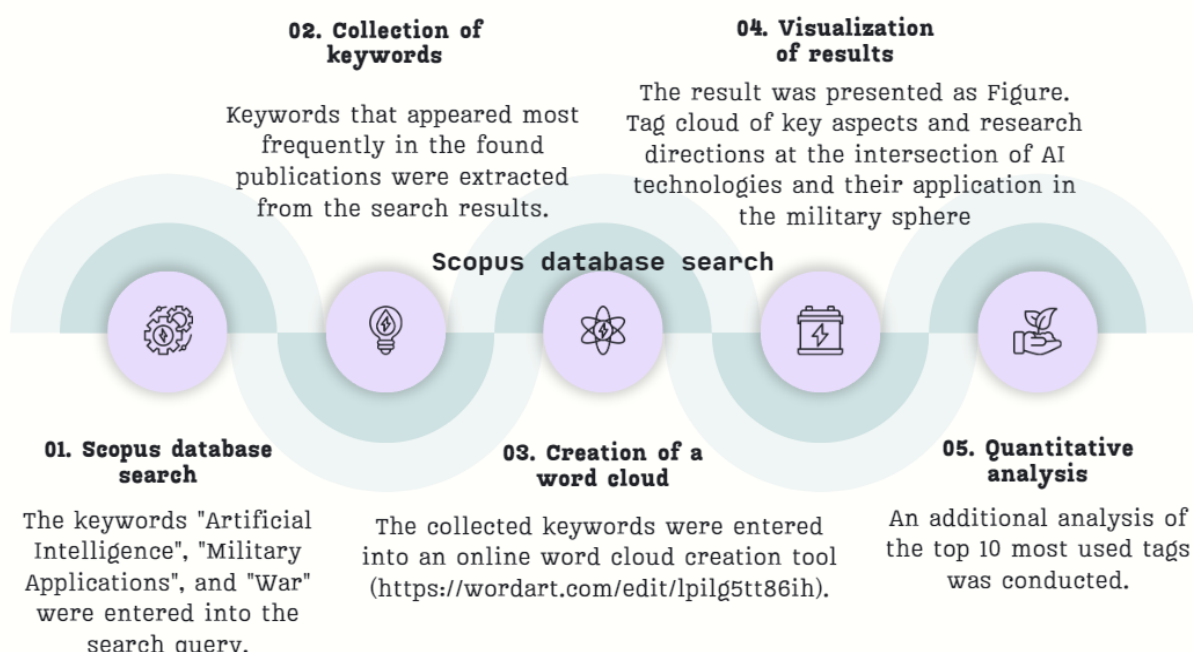 02. Collection of
keywords
Keywords that appeared most
frequently in the found
publications were extracted
from the search results.
04. Visualization
of results
The result was presented as Figure.
Tag cloud of key aspects and research
directions at the intersection of AI
technologies and their application in
the military sphere
Scopus database search
01. Scopus database
search
The keywords "Artificial
Intelligence", "Military
Applications", and "War"
were entered into the
search query.
03. Creation of a
word cloud
The collected keywords were entered
into an online word cloud creation tool
(https://wordart.com/edit/lpilg5tt86ih).
05. Quantitative
analysis
An additional analysis of
the top 10 most used tags
was conducted.